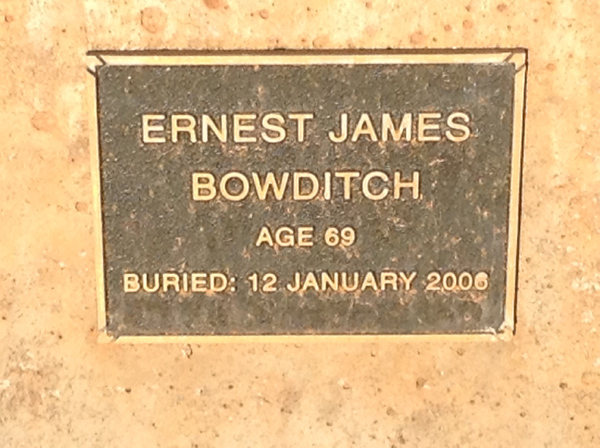 ERNEST JAMES
BOWDITCH
AGE 69
BURIED: 12 JANUARY 2006